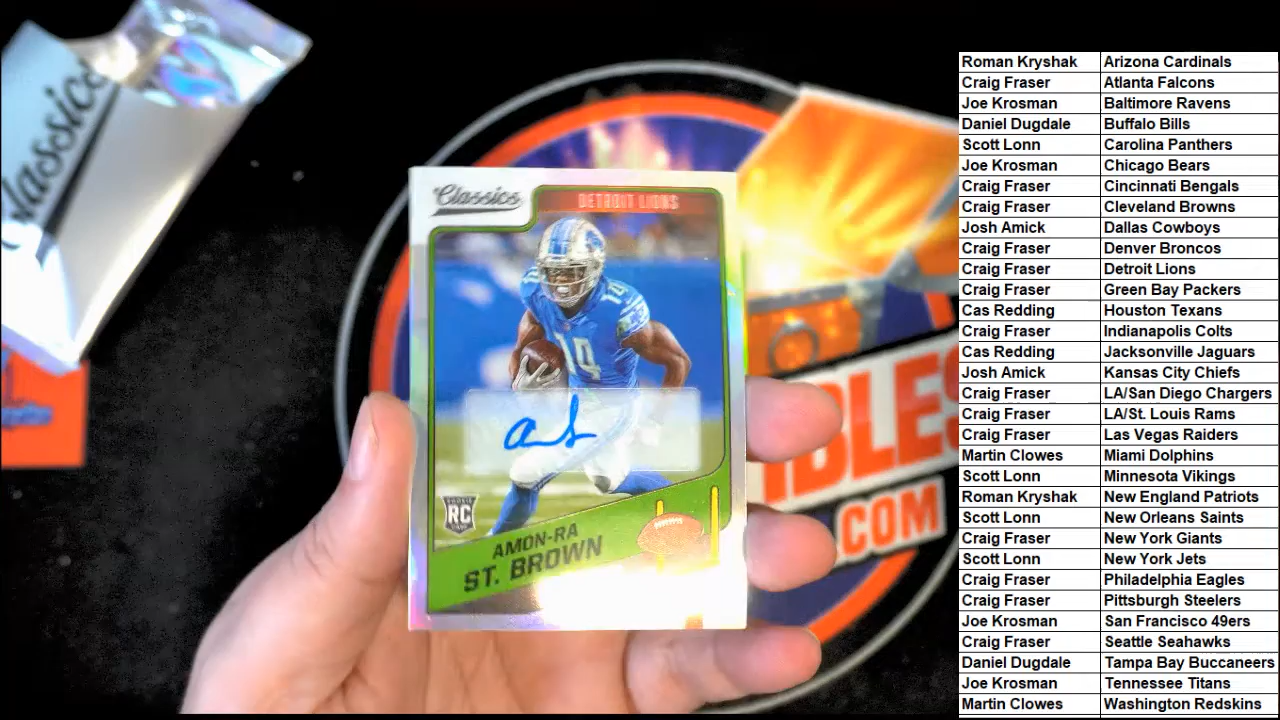 Classics
Classics
DETROIT LIONS
14
14
ROOKIE
RC
AMON-RA
ST. BROWN
IBLES
.COM
Roman Kryshak Arizona Cardinals
Craig Fraser Atlanta Falcons
Joe Krosman Baltimore Ravens
Daniel Dugdale Buffalo Bills
Scott Lonn Carolina Panthers
Joe Krosman Chicago Bears
Craig Fraser Cincinnati Bengals
Craig Fraser Cleveland Browns
Josh Amick Dallas Cowboys
Craig Fraser Denver Broncos
Craig Fraser Detroit Lions
Craig Fraser Green Bay Packers
Cas Redding Houston Texans
Craig Fraser Indianapolis Colts
Cas Redding Jacksonville Jaguars
Josh Amick Kansas City Chiefs
Craig Fraser LA/San Diego Chargers
Craig Fraser LA/St. Louis Rams
Craig Fraser Las Vegas Raiders
Martin Clowes Miami Dolphins
Scott Lonn Minnesota Vikings
Roman Kryshak New England Patriots
Scott Lonn New Orleans Saints
Craig Fraser New York Giants
Scott Lonn New York Jets
Craig Fraser Philadelphia Eagles
Craig Fraser Pittsburgh Steelers
Joe Krosman San Francisco 49ers
Craig Fraser Seattle Seahawks
Daniel Dugdale Tampa Bay Buccaneers
Joe Krosman Tennessee Titans
Martin Clowes Washington Redskins